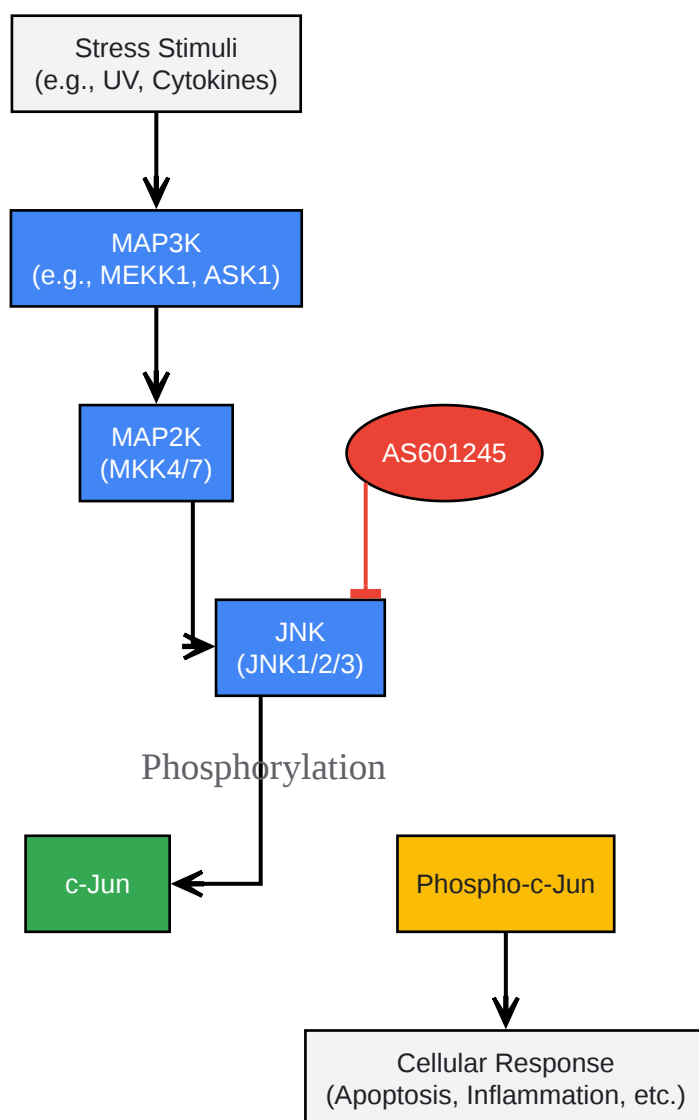 Stress Stimuli
(e.g., UV, Cytokines)
MAP3K
(e.g., MEKK1, ASK1)
MAP2K
(MKK4/7)
AS601245
JNK
(JNK1/2/3)
Phosphorylation
c-Jun
Phospho-c-Jun
Cellular Response
(Apoptosis, Inflammation, etc.)